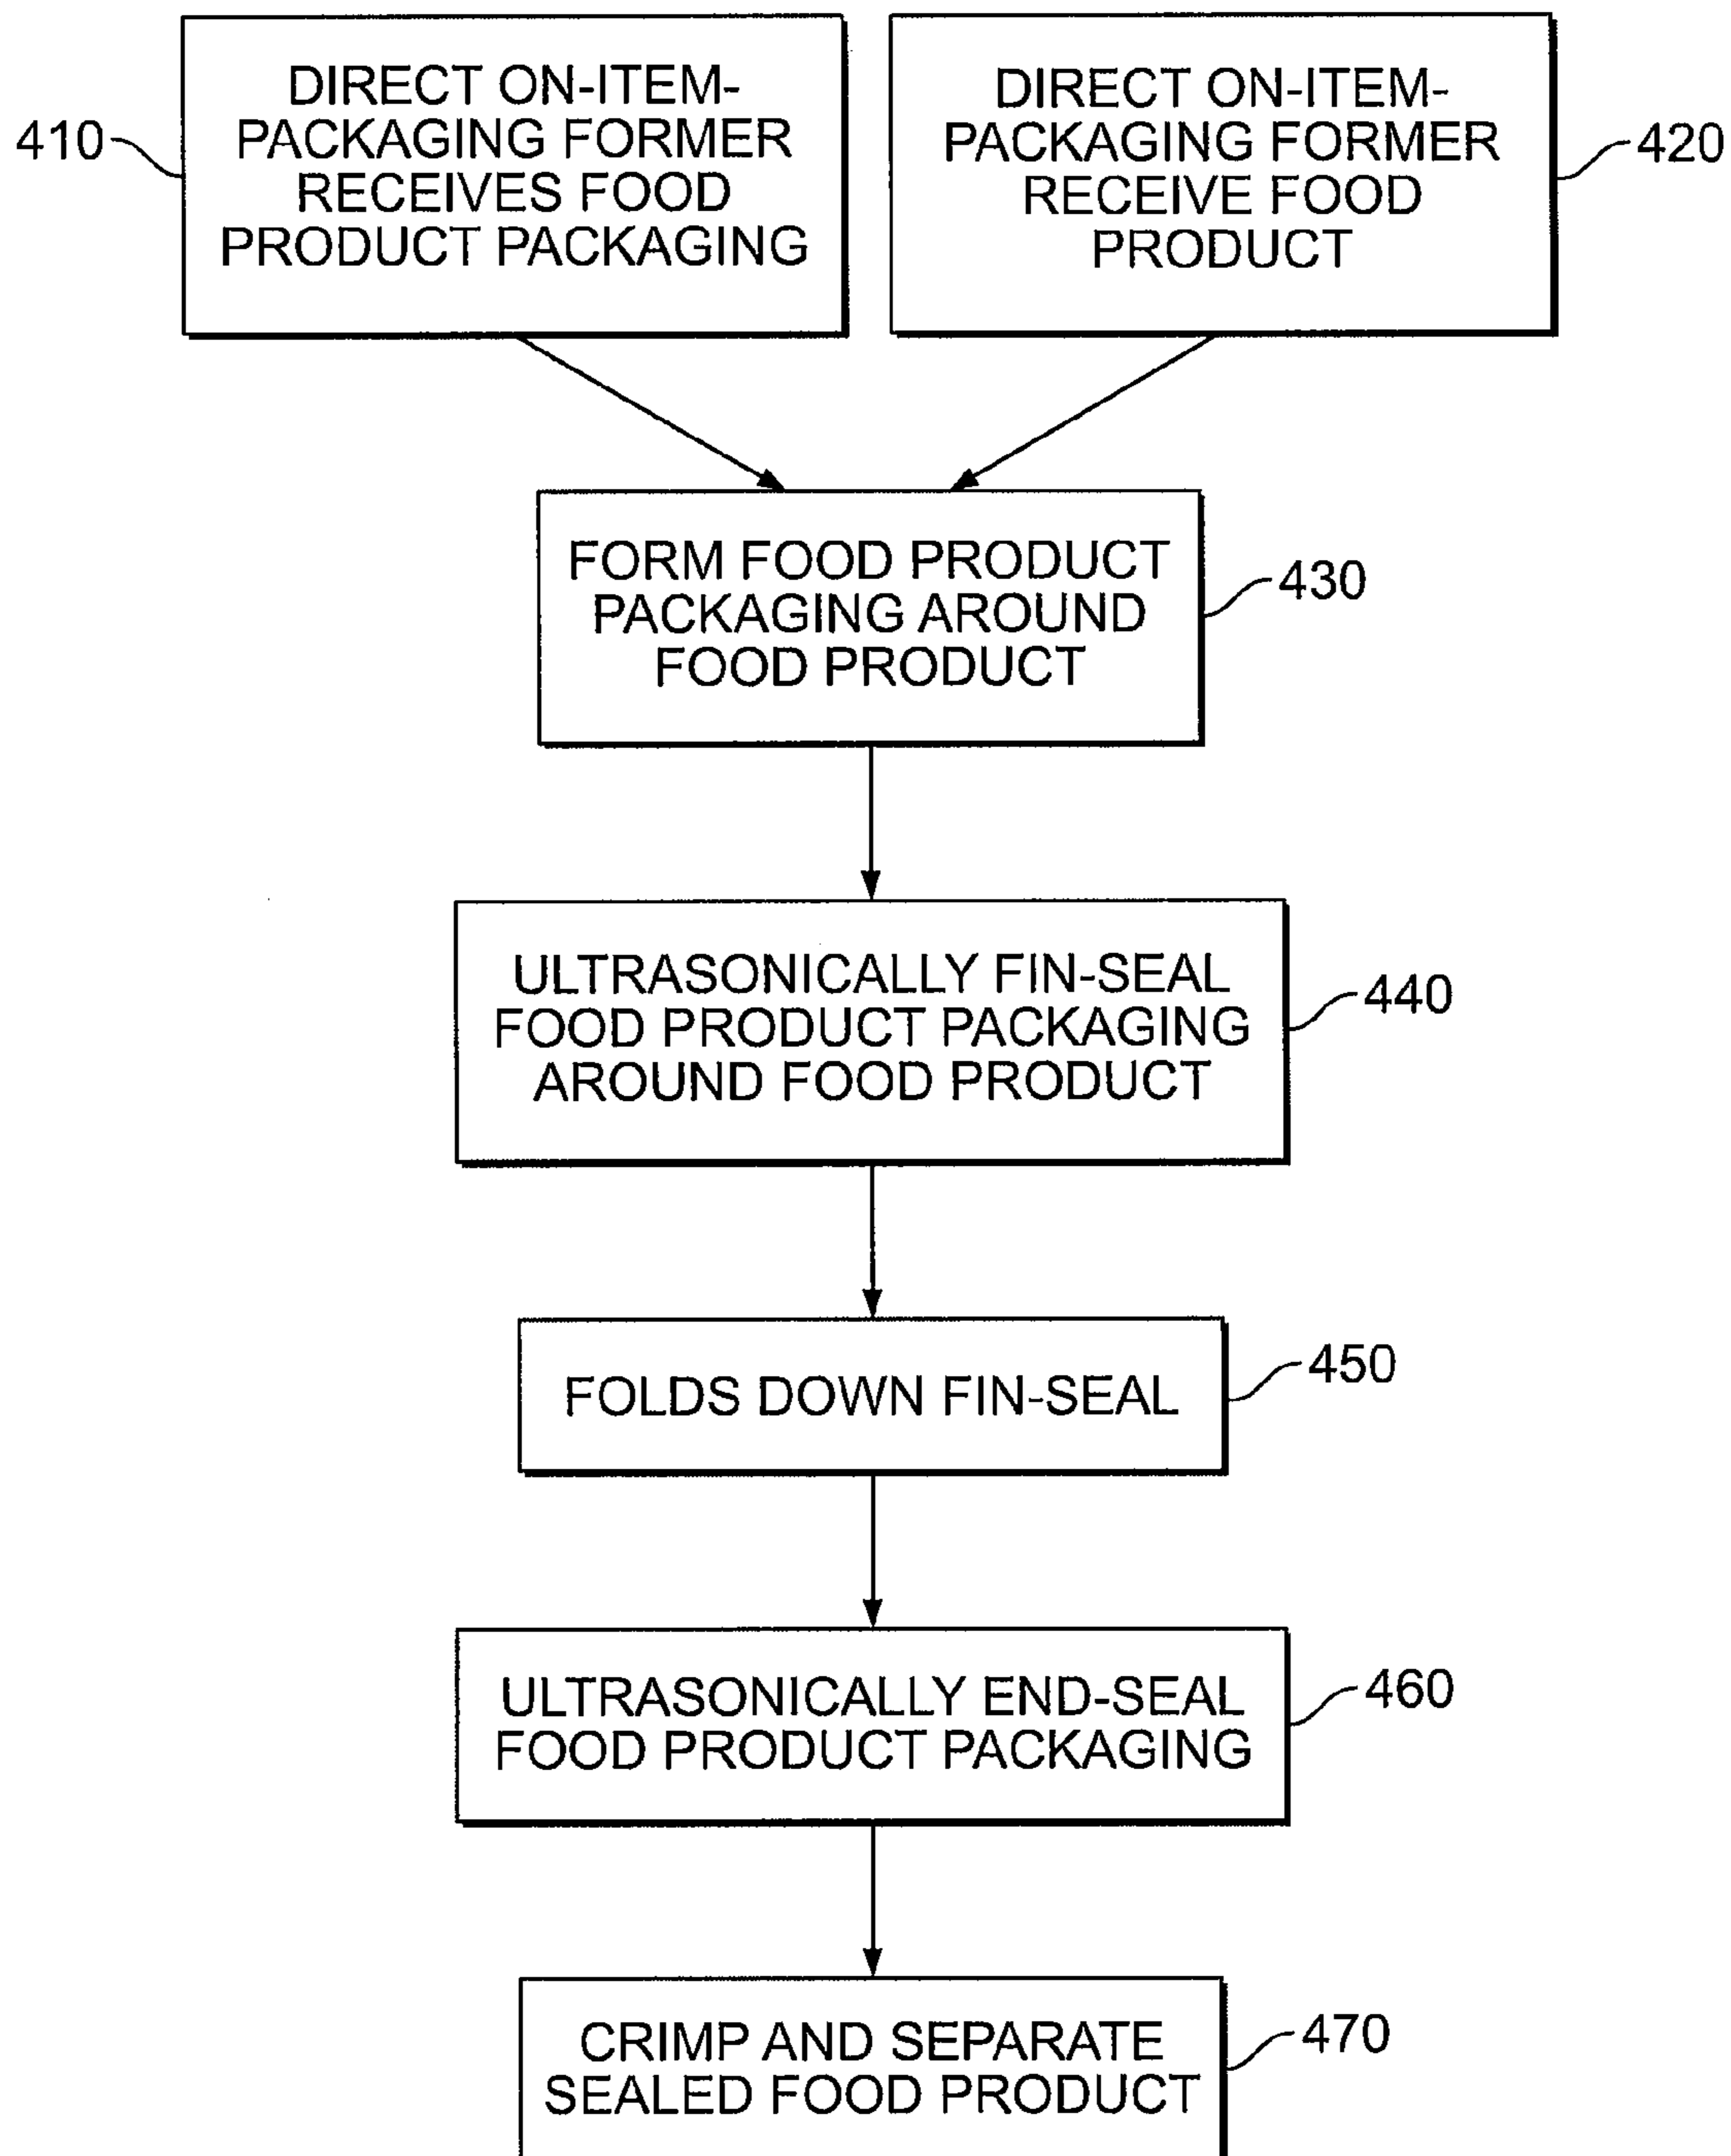 410
DIRECT ON-ITEM-
PACKAGING FORMER
RECEIVES FOOD
PRODUCT PACKAGING
DIRECT ON-ITEM-
PACKAGING FORMER
RECEIVE FOOD
PRODUCT
420
FORM FOOD PRODUCT
PACKAGING AROUND
FOOD PRODUCT
430
ULTRASONICALLY FIN-SEAL
FOOD PRODUCT PACKAGING
AROUND FOOD PRODUCT
440
FOLDS DOWN FIN-SEAL
450
ULTRASONICALLY END-SEAL
FOOD PRODUCT PACKAGING
460
CRIMP AND SEPARATE
SEALED FOOD PRODUCT
470